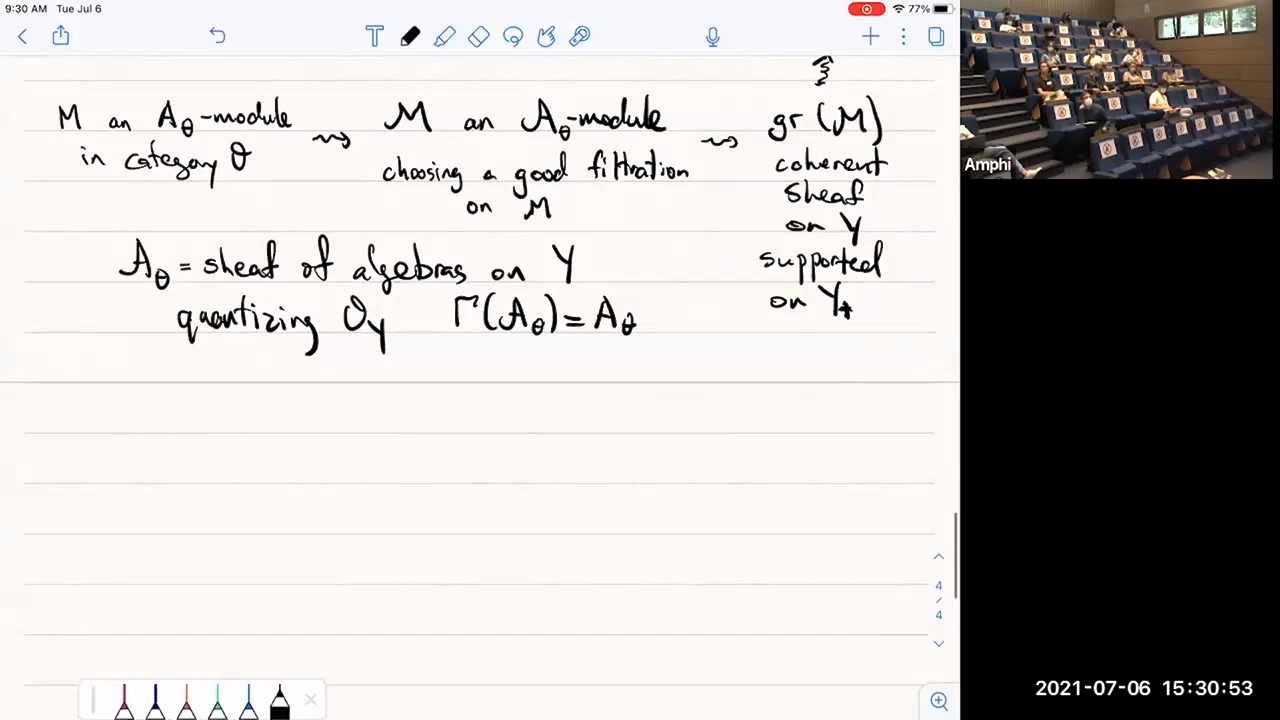 9:30 AM Tue Jul 6
77%
M an A_θ-module ⇝ ℳ an 𝒜_θ-module ⇝ gr(ℳ)
in category 𝒪 choosing a good filtration coherent
on ℳ sheaf
on Y
𝒜_θ = sheaf of algebras on Y supported
quantizing 𝒪_Y Γ(𝒜_θ) = A_θ on Y₊
4
4
Amphi
2021-07-06 15:30:53